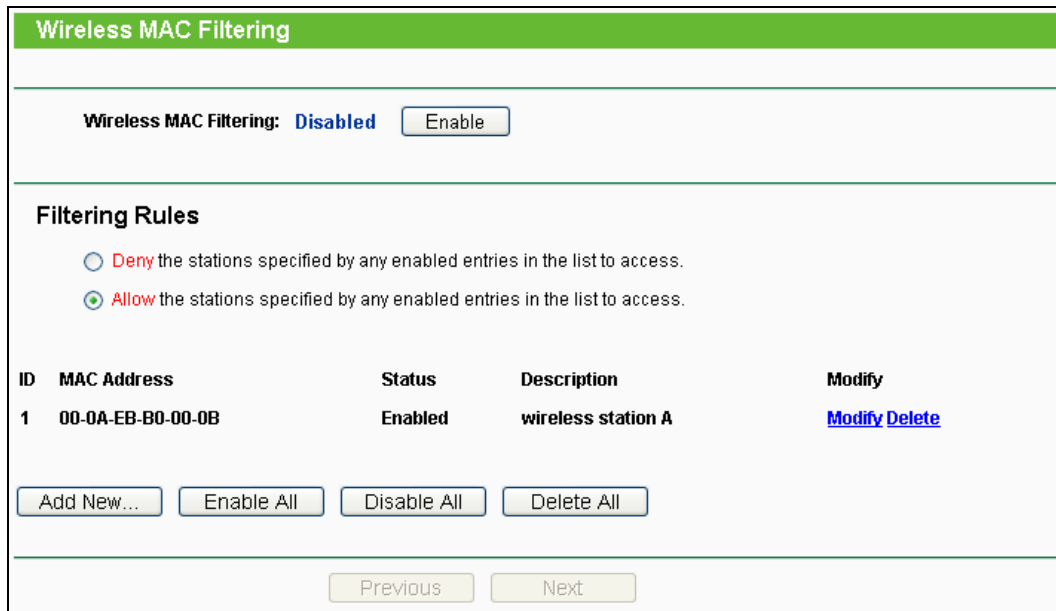 Wireless MAC Filtering
Wireless MAC Filtering: Disabled Enable
Filtering Rules
Deny the stations specified by any enabled entries in the list to access.
Allow the stations specified by any enabled entries in the list to access.
ID MAC Address Status Description Modify
1 00-0A-EB-B0-00-0B Enabled wireless station A Modify Delete
Add New... Enable All Disable All Delete All
Previous Next